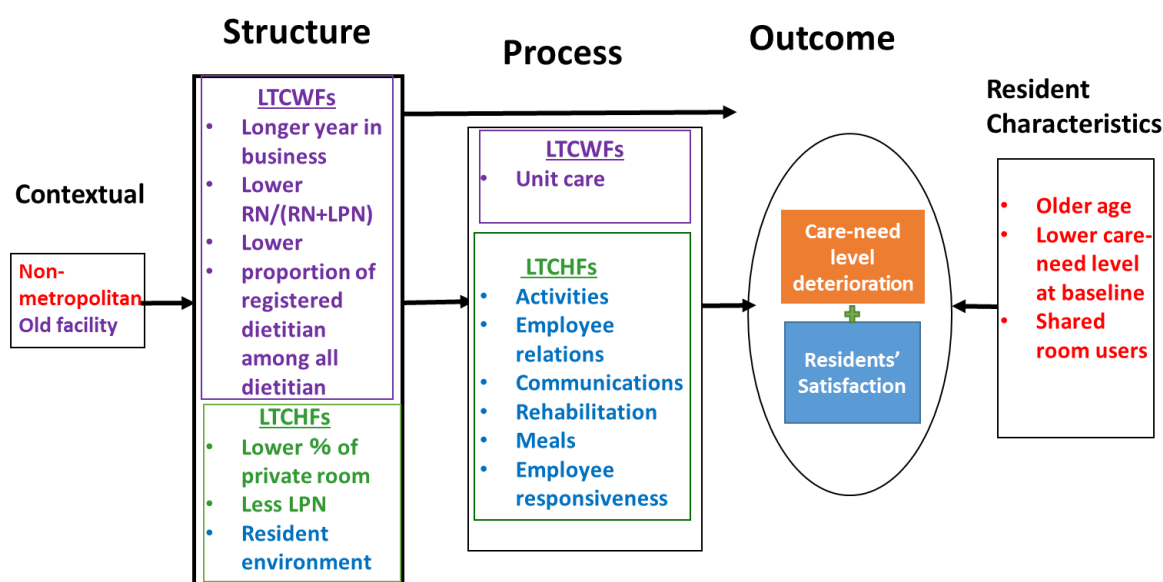 Structure
Process
Outcome
Resident
Characteristics
Contextual
Non-
metropolitan
Old facility
LTCWFs
• Longer year in
business
• Lower
RN/(RN+LPN)
• Lower
• proportion of
registered dietitian
among all
dietitian
LTCHFs
• Lower % of
private room
• Less LPN
• Resident
environment
LTCWFs
• Unit care
LTCHFs
• Activities
• Employee
relations
• Communications
• Rehabilitation
• Meals
• Employee
responsiveness
Care-need
level
deterioration
Residents'
Satisfaction
• Older age
• Lower care-
need level
at baseline
• Shared
room users